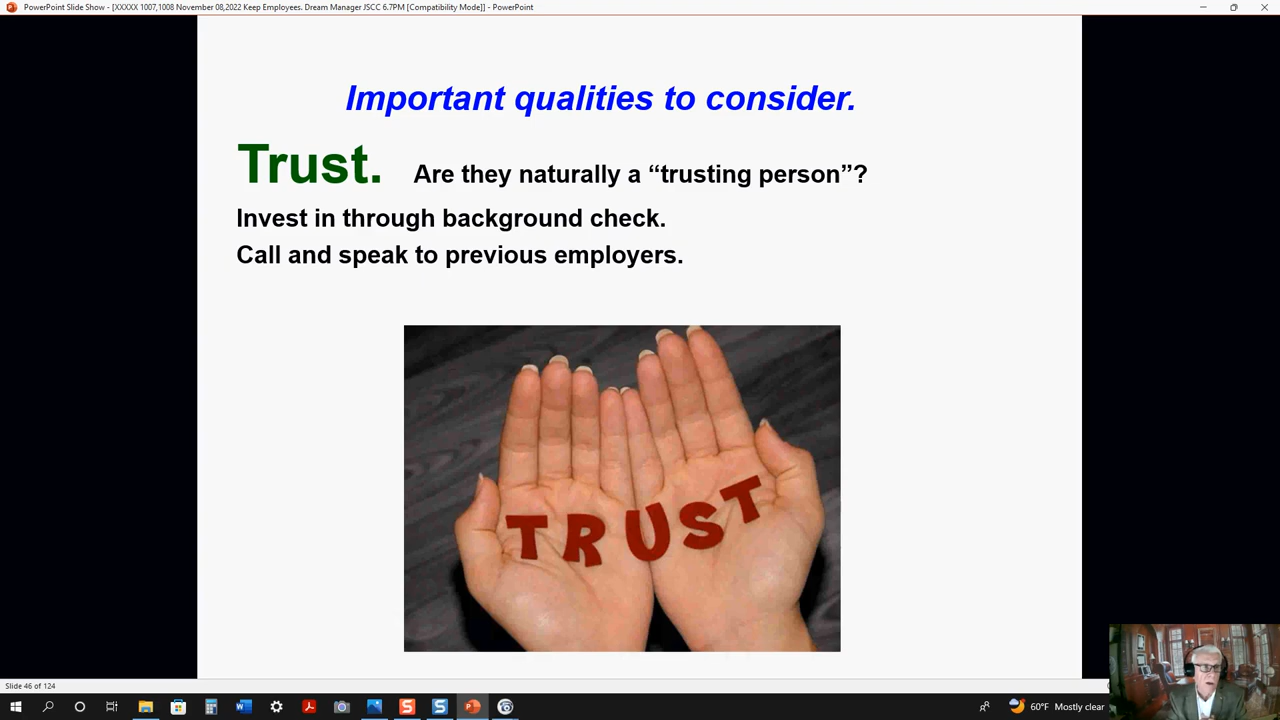 PowerPoint Slide Show - [XXXXX 1007,1008 November 08,2022 Keep Employees. Dream Manager JSCC 6.7PM [Compatibility Mode]] - PowerPoint
Important qualities to consider.
Trust. Are they naturally a “trusting person”?
Invest in through background check.
Call and speak to previous employers.
TRUST
Slide 46 of 124
60°F Mostly clear